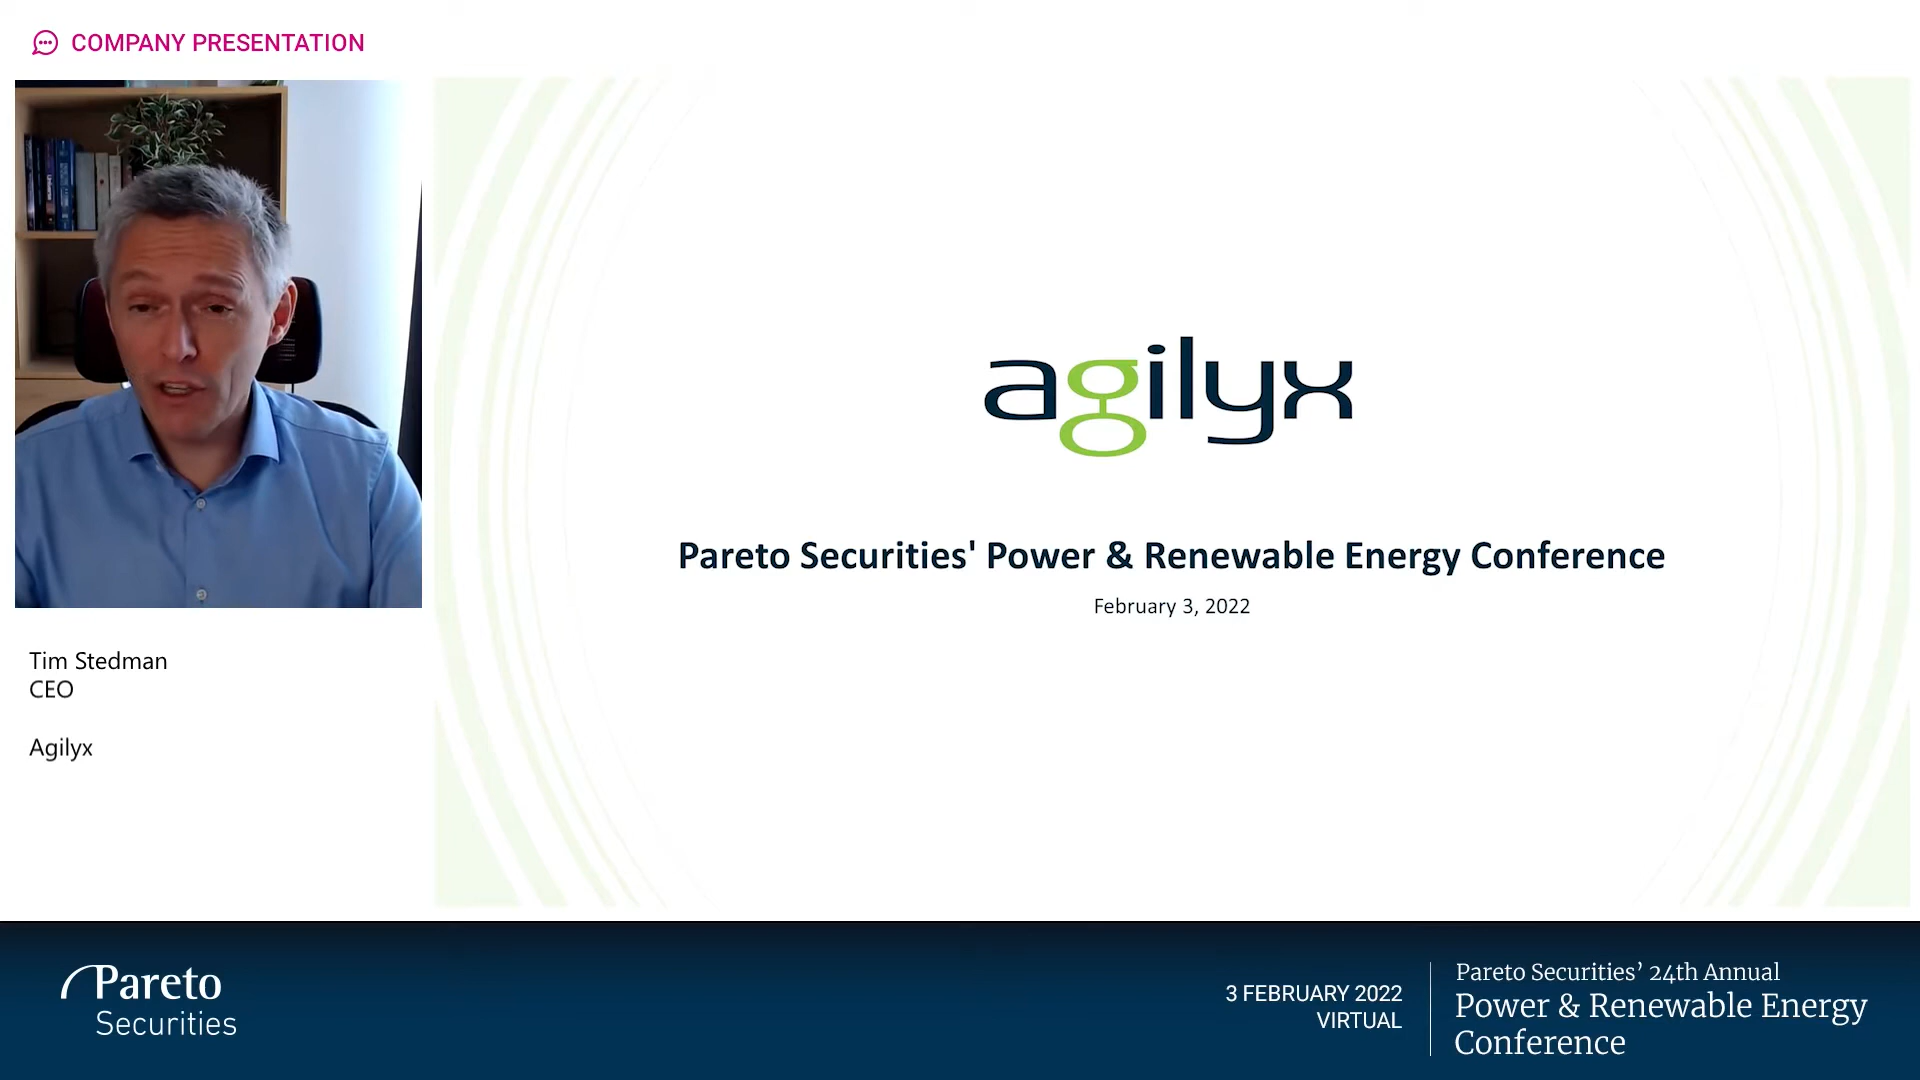 COMPANY PRESENTATION
agilyx
Pareto Securities' Power & Renewable Energy Conference
February 3, 2022
Tim Stedman
CEO
Agilyx
Pareto
Securities
3 FEBRUARY 2022
VIRTUAL
Pareto Securities’ 24th Annual
Power & Renewable Energy
Conference